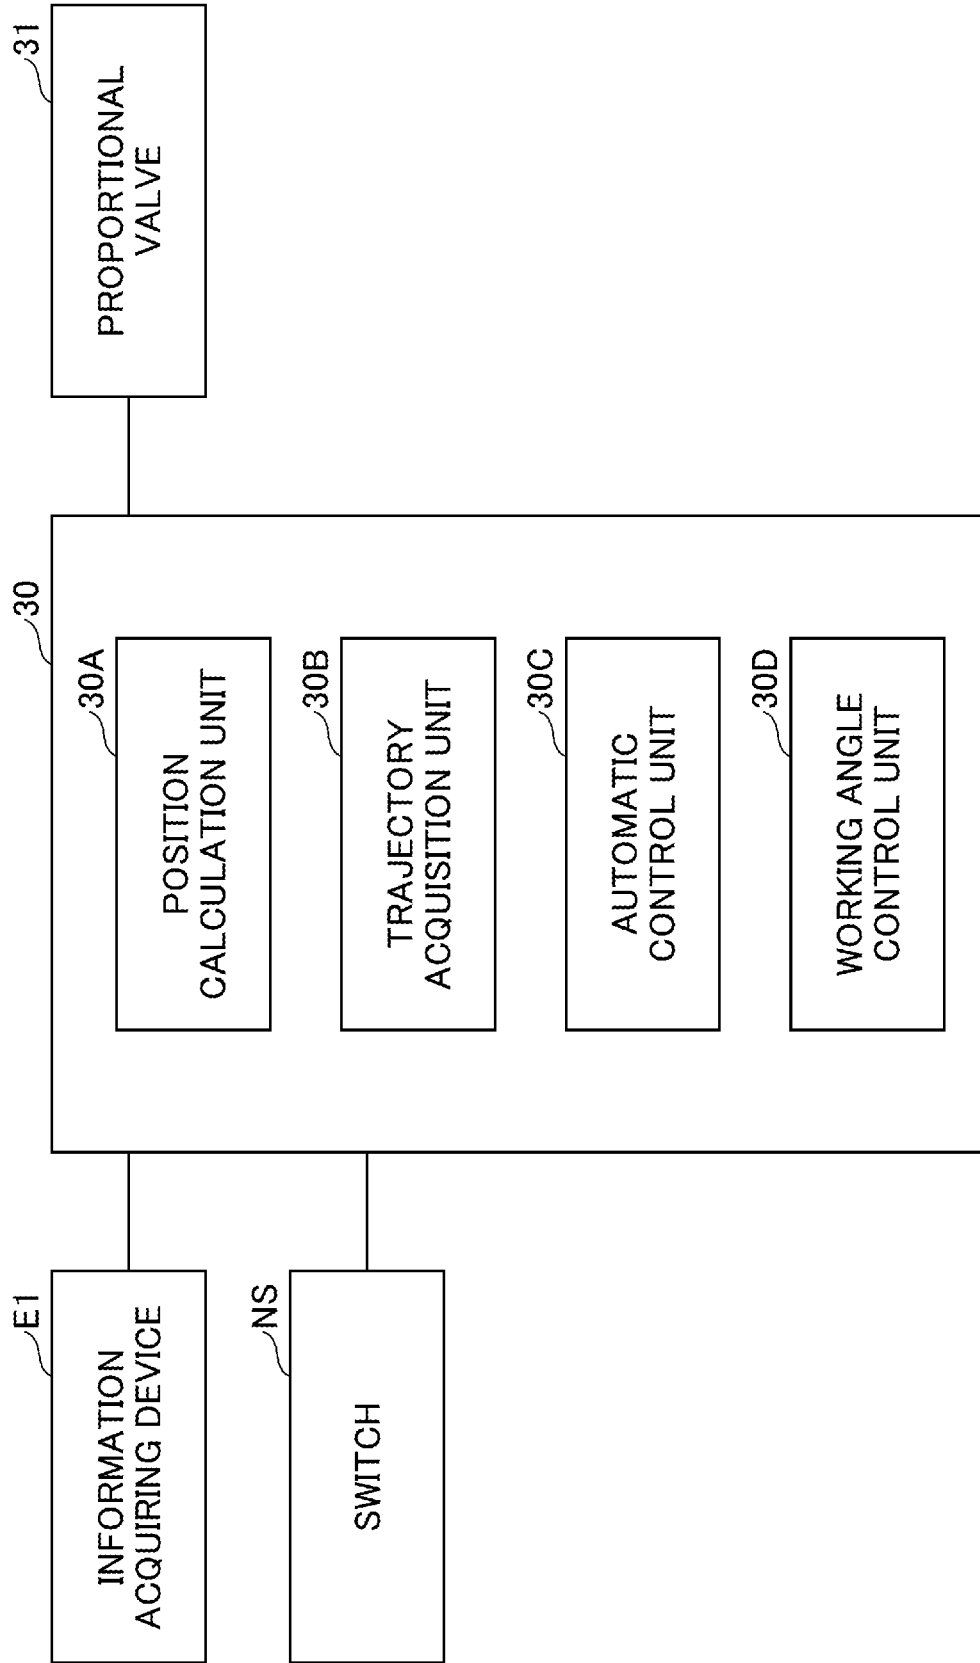 E1
INFORMATION
ACQUIRING DEVICE
NS
SWITCH
30
30A
POSITION
CALCULATION UNIT
30B
TRAJECTORY
ACQUISITION UNIT
30C
AUTOMATIC
CONTROL UNIT
30D
WORKING ANGLE
CONTROL UNIT
31
PROPORTIONAL
VALVE